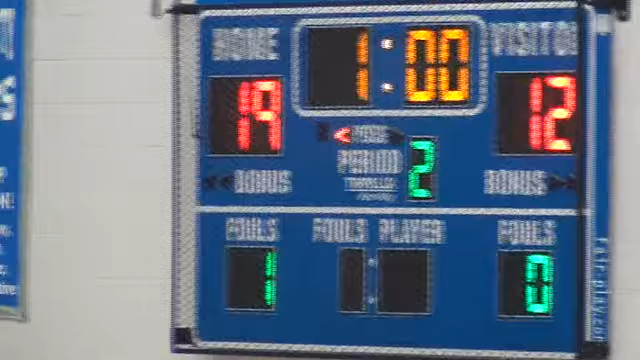 HOME 1:00 VISITOR
19 12
< POSS
PERIOD 2
BONUS BONUS
FOULS FOULS PLAYER FOULS
1 0